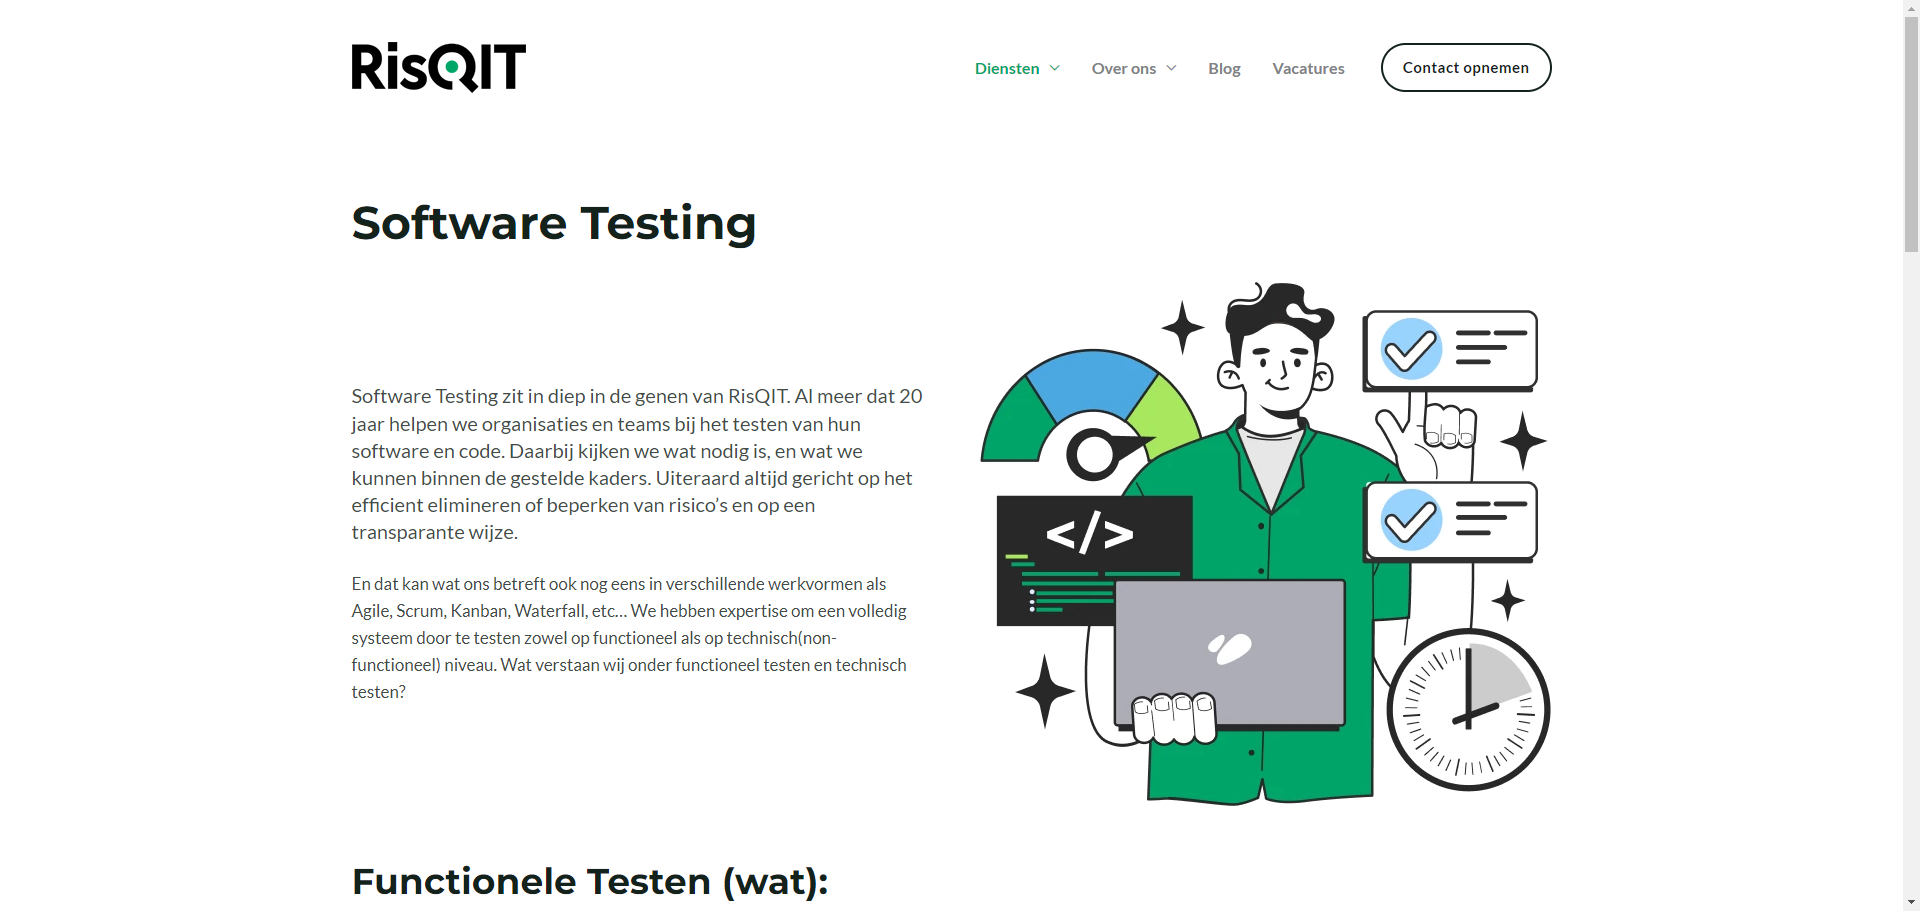 RisQIT
Diensten
Over ons
Blog
Vacatures
Contact opnemen
Software Testing
Software Testing zit in diep in de genen van RisQIT. Al meer dat 20
jaar helpen we organisaties en teams bij het testen van hun
software en code. Daarbij kijken we wat nodig is, en wat we
kunnen binnen de gestelde kaders. Uiteraard altijd gericht op het
efficient elimineren of beperken van risico’s en op een
transparante wijze.
En dat kan wat ons betreft ook nog eens in verschillende werkvormen als
Agile, Scrum, Kanban, Waterfall, etc… We hebben expertise om een volledig
systeem door te testen zowel op functioneel als op technisch(non-
functioneel) niveau. Wat verstaan wij onder functioneel testen en technisch
testen?
</>
Functionele Testen (wat):